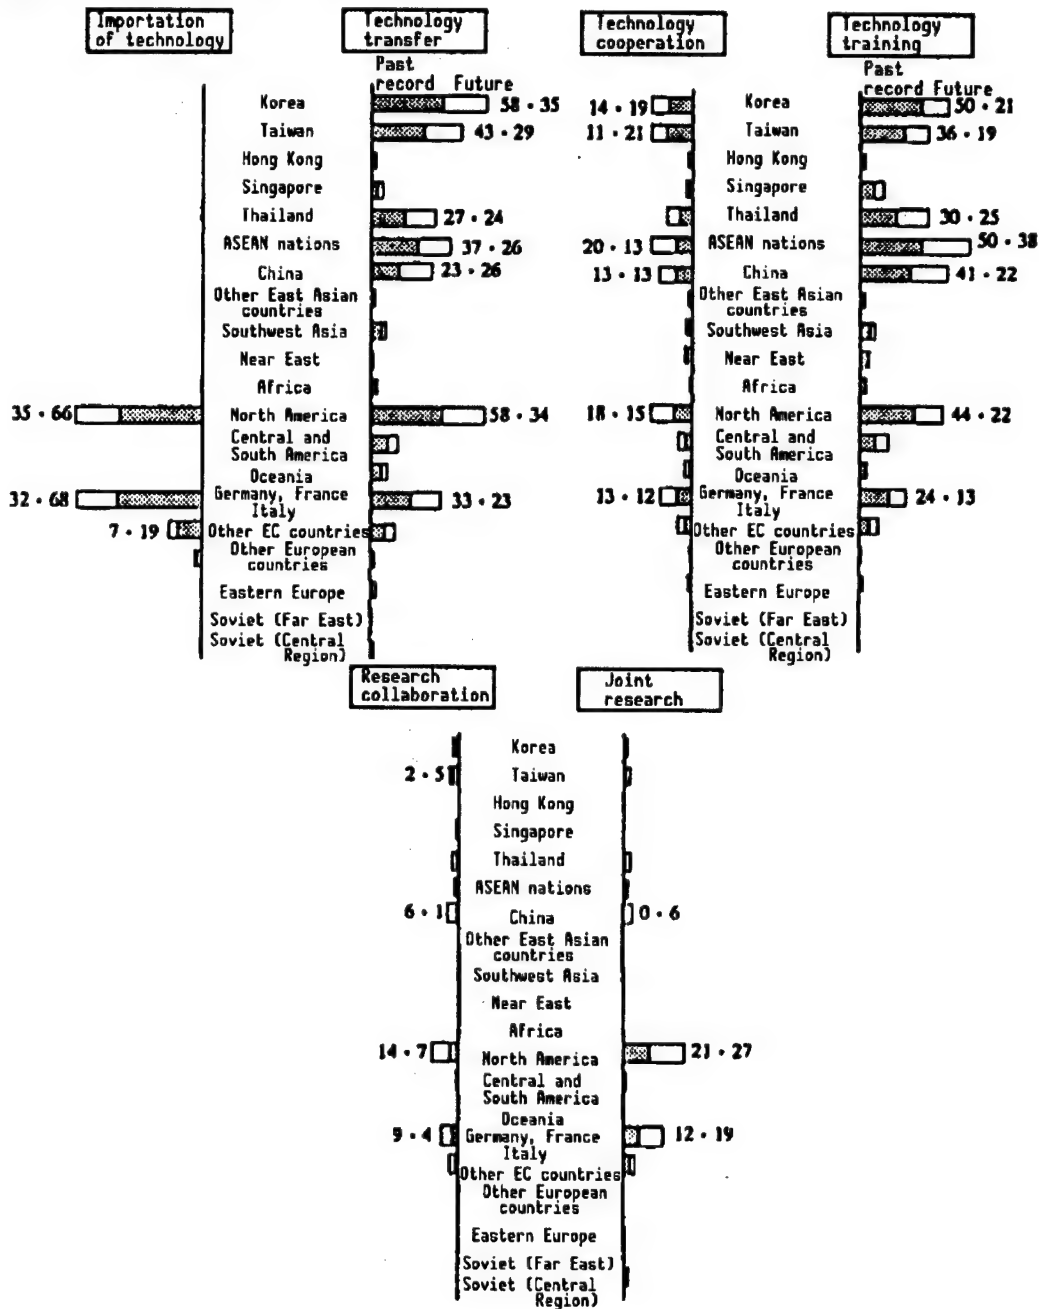 Importation
of technology
Technology
transfer
Technology
cooperation
Technology
training
Past
record Future
Past
record Future
Korea
58 · 35
14 · 19
Korea
50 · 21
Taiwan
43 · 29
11 · 21
Taiwan
36 · 19
Hong Kong
Hong Kong
Singapore
Singapore
Thailand
27 · 24
Thailand
30 · 25
ASEAN nations
37 · 26
20 · 13
ASEAN nations
50 · 38
China
23 · 26
13 · 13
China
41 · 22
Other East Asian
countries
Other East Asian
countries
Southwest Asia
Southwest Asia
Near East
Near East
Africa
Africa
35 · 66
North America
58 · 34
18 · 15
North America
44 · 22
Central and
South America
Central and
South America
Oceania
Oceania
32 · 68
Germany, France
Italy
33 · 23
13 · 12
Germany, France
Italy
24 · 13
7 · 19
Other EC countries
Other EC countries
Other European
countries
Other European
countries
Eastern Europe
Eastern Europe
Soviet (Far East)
Soviet (Far East)
Soviet (Central
Region)
Soviet (Central
Region)
Research
collaboration
Joint
research
Korea
2 · 5
Taiwan
Hong Kong
Singapore
Thailand
ASEAN nations
6 · 1
China
0 · 6
Other East Asian
countries
Southwest Asia
Near East
Africa
14 · 7
North America
21 · 27
Central and
South America
Oceania
9 · 4
Germany, France
Italy
12 · 19
Other EC countries
Other European
countries
Eastern Europe
Soviet (Far East)
Soviet (Central
Region)